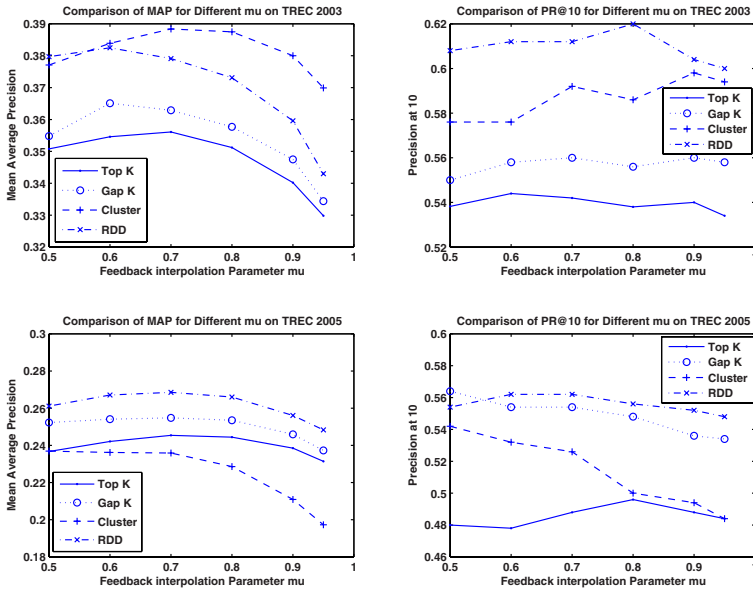 Comparison of MAP for Different mu on TREC 2003
0.39
0.38
0.37
0.36
0.35
0.34
0.33
0.32
Mean Average Precision
Top K
Gap K
Cluster
RDD
0.5
0.6
0.7
0.8
0.9
1
Feedback interpolation Parameter mu
Comparison of PR@10 for Different mu on TREC 2003
0.62
0.6
0.58
0.56
0.54
0.52
Precision at 10
Top K
Gap K
Cluster
RDD
0.5
0.6
0.7
0.8
0.9
1
Feedback interpolation Parameter mu
Comparison of MAP for Different mu on TREC 2005
0.3
0.28
0.26
0.24
0.22
0.2
0.18
Mean Average Precision
Top K
Gap K
Cluster
RDD
0.5
0.6
0.7
0.8
0.9
1
Feedback interpolation Parameter mu
Comparison of PR@10 for Different mu on TREC 2005
0.6
0.58
0.56
0.54
0.52
0.5
0.48
0.46
Precision at 10
Top K
Gap K
Cluster
RDD
0.5
0.6
0.7
0.8
0.9
1
Feedback interpolation Parameter mu